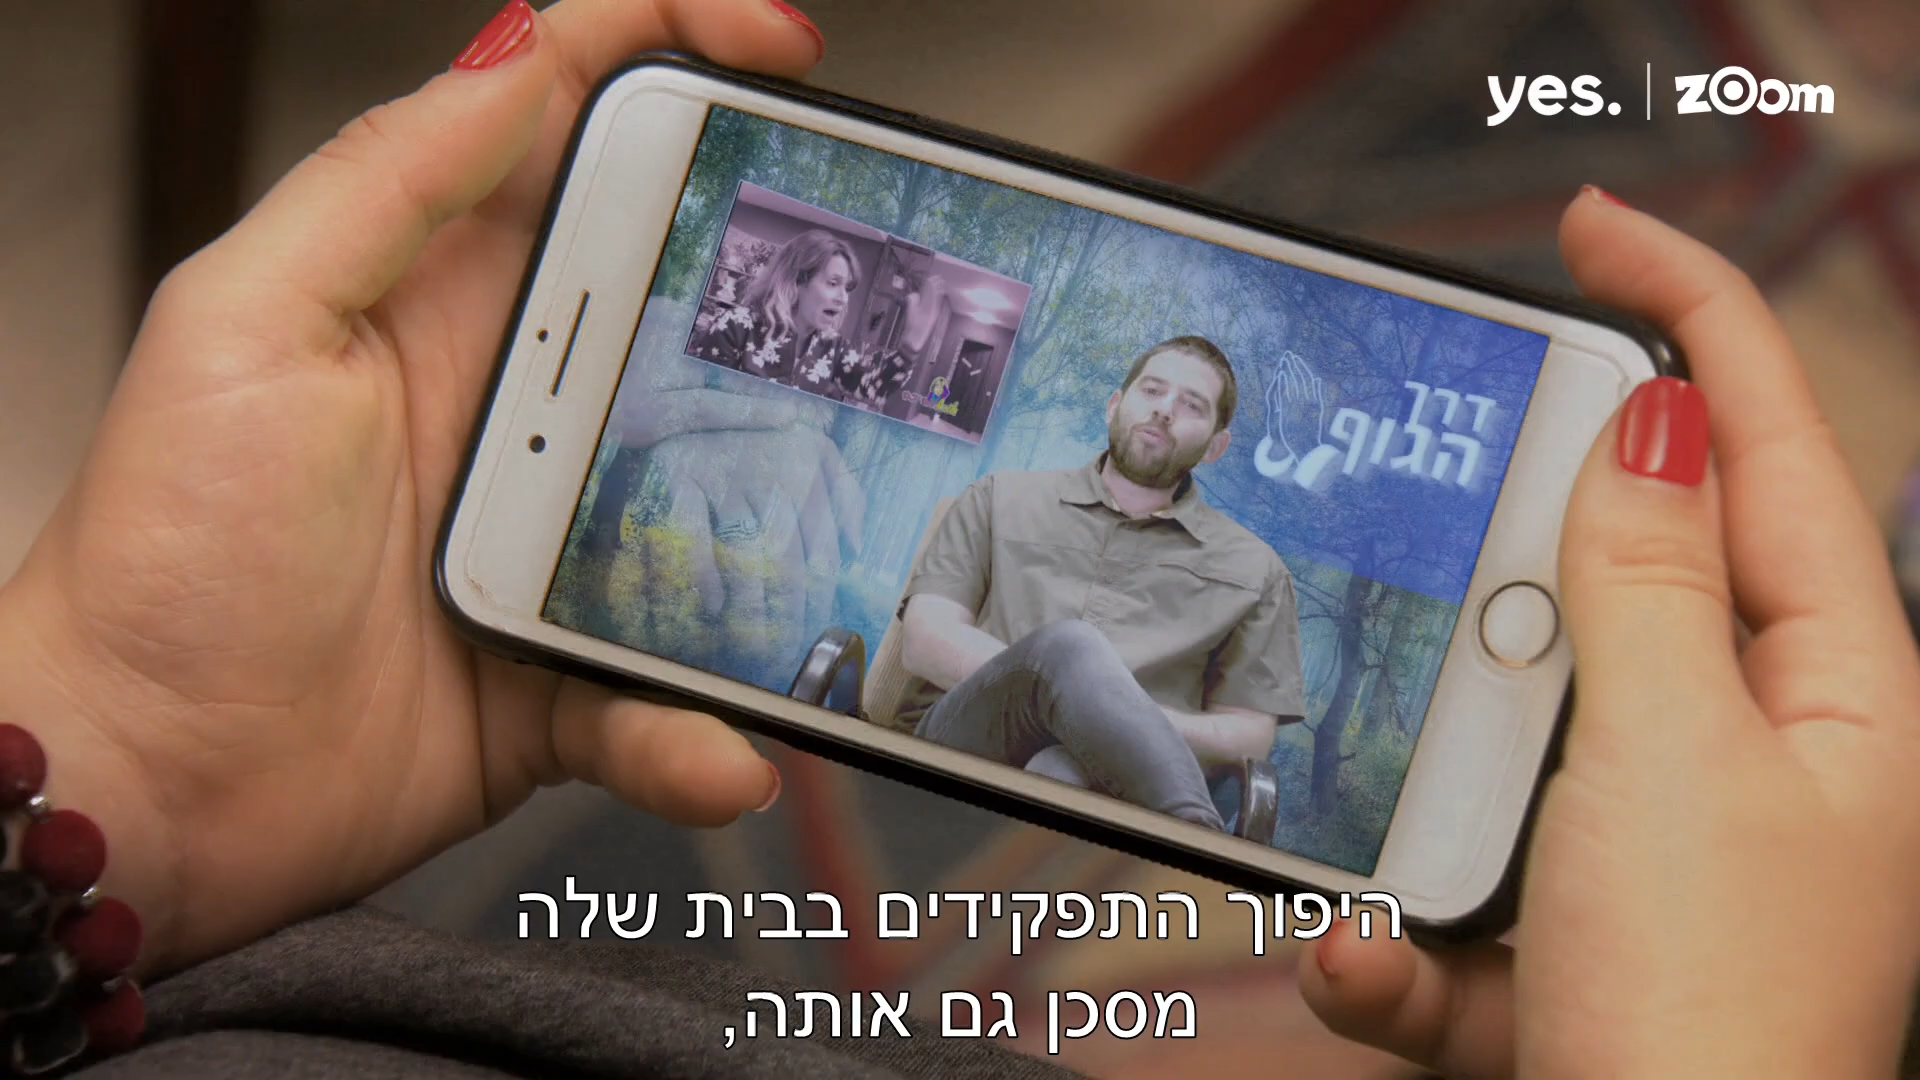 yes. | zoom
דרך
הגוף
היפוך התפקידים בבית שלה
מסכן גם אותה,